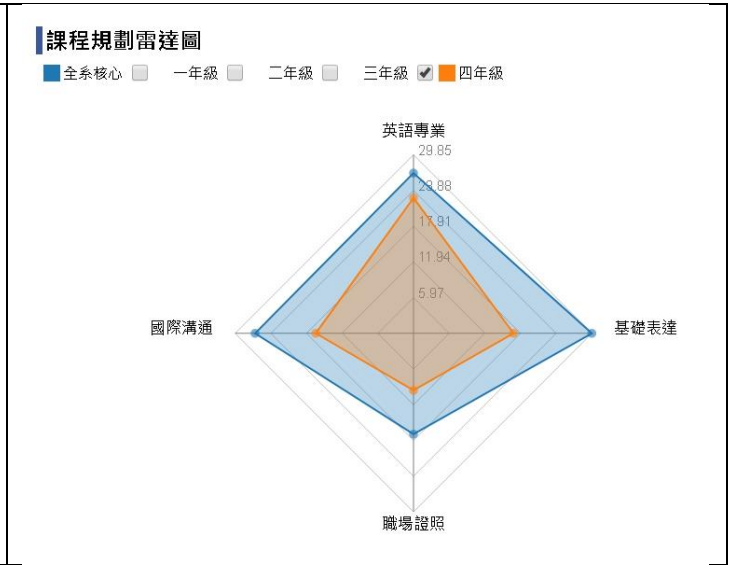 課程規劃雷達圖
全系核心 一年級 二年級 三年級 四年級
英語專業
29.85
23.88
17.91
11.94
5.97
國際溝通 基礎表達
職場證照